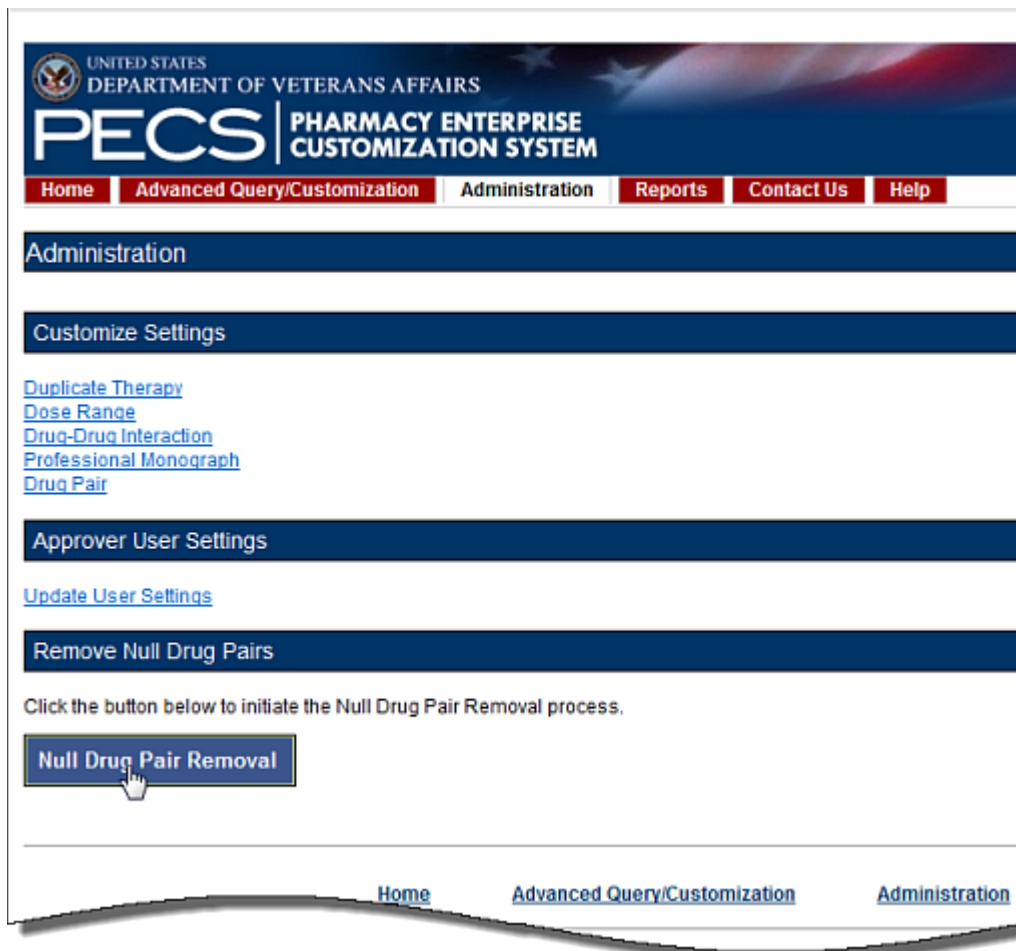 UNITED STATES
DEPARTMENT OF VETERANS AFFAIRS
PECS
PHARMACY ENTERPRISE
CUSTOMIZATION SYSTEM
Home Advanced Query/Customization Administration Reports Contact Us Help
Administration
Customize Settings
Duplicate Therapy
Dose Range
Drug-Drug Interaction
Professional Monograph
Drug Pair
Approver User Settings
Update User Settings
Remove Null Drug Pairs
Click the button below to initiate the Null Drug Pair Removal process.
Null Drug Pair Removal
Home Advanced Query/Customization Administration